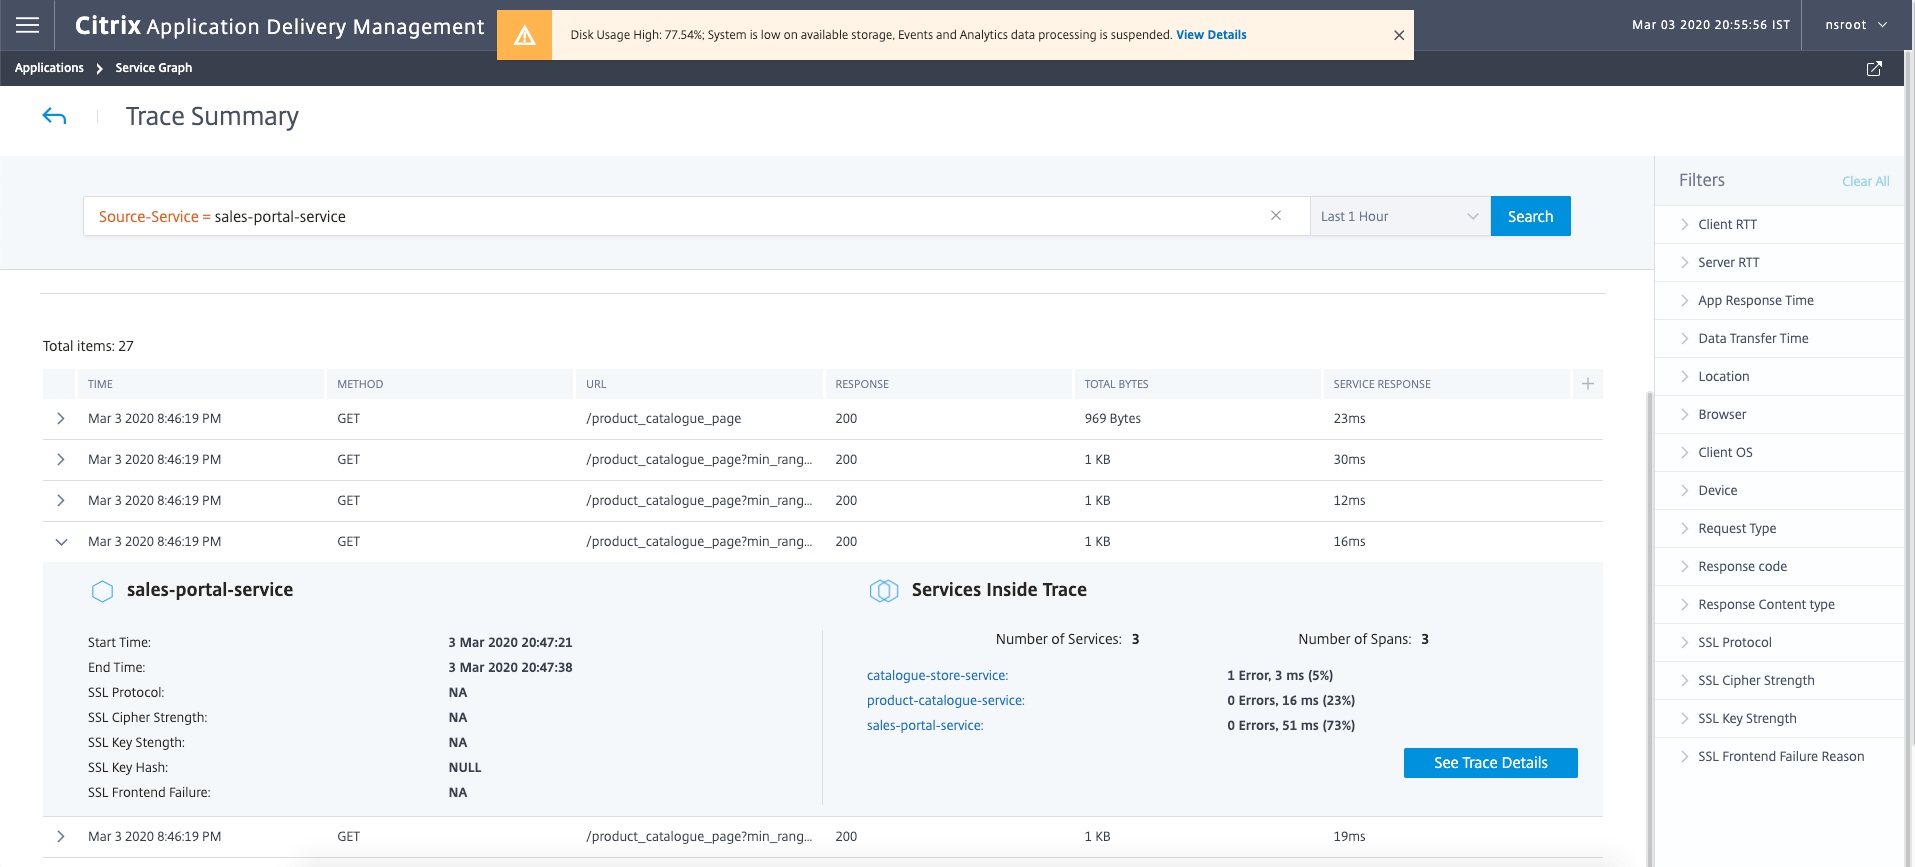 Citrix Application Delivery Management
Disk Usage High: 77.54%; System is low on available storage, Events and Analytics data processing is suspended. View Details
Mar 03 2020 20:55:56 IST
nsroot
Applications Service Graph
Trace Summary
Source-Service = sales-portal-service
Last 1 Hour
Search
Total items: 27
TIME METHOD URL RESPONSE TOTAL BYTES SERVICE RESPONSE
Mar 3 2020 8:46:19 PM GET /product_catalogue_page 200 969 Bytes 23ms
Mar 3 2020 8:46:19 PM GET /product_catalogue_page?min_rang... 200 1 KB 30ms
Mar 3 2020 8:46:19 PM GET /product_catalogue_page?min_rang... 200 1 KB 12ms
Mar 3 2020 8:46:19 PM GET /product_catalogue_page?min_rang... 200 1 KB 16ms
sales-portal-service
Start Time: 3 Mar 2020 20:47:21
End Time: 3 Mar 2020 20:47:38
SSL Protocol: NA
SSL Cipher Strength: NA
SSL Key Stength: NA
SSL Key Hash: NULL
SSL Frontend Failure: NA
Services Inside Trace
Number of Services: 3 Number of Spans: 3
catalogue-store-service: 1 Error, 3 ms (5%)
product-catalogue-service: 0 Errors, 16 ms (23%)
sales-portal-service: 0 Errors, 51 ms (73%)
See Trace Details
Mar 3 2020 8:46:19 PM GET /product_catalogue_page?min_rang... 200 1 KB 19ms
Filters Clear All
Client RTT
Server RTT
App Response Time
Data Transfer Time
Location
Browser
Client OS
Device
Request Type
Response code
Response Content type
SSL Protocol
SSL Cipher Strength
SSL Key Strength
SSL Frontend Failure Reason